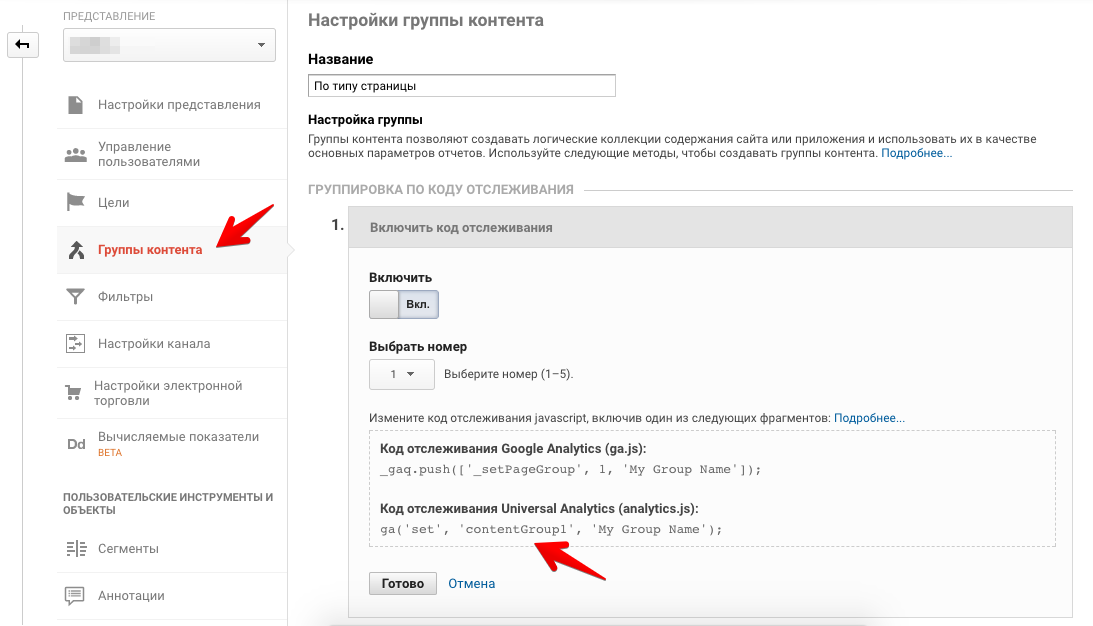 ПРЕДСТАВЛЕНИЕ
Настройки представления
Управление
пользователями
Цели
Группы контента
Фильтры
Настройки канала
Настройки электронной
торговли
Dd Вычисляемые показатели
BETA
ПОЛЬЗОВАТЕЛЬСКИЕ ИНСТРУМЕНТЫ И
ОБЪЕКТЫ
Сегменты
Аннотации
Настройки группы контента
Название
По типу страницы
Настройка группы
Группы контента позволяют создавать логические коллекции содержания сайта или приложения и использовать их в качестве
основных параметров отчетов. Используйте следующие методы, чтобы создавать группы контента. Подробнее...
ГРУППИРОВКА ПО КОДУ ОТСЛЕЖИВАНИЯ
1. Включить код отслеживания
Включить
Вкл.
Выбрать номер
1 Выберите номер (1–5).
Измените код отслеживания javascript, включив один из следующих фрагментов: Подробнее...
Код отслеживания Google Analytics (ga.js):
_gaq.push(['_setPageGroup', 1, 'My Group Name']);
Код отслеживания Universal Analytics (analytics.js):
ga('set', 'contentGroup1', 'My Group Name');
Готово Отмена